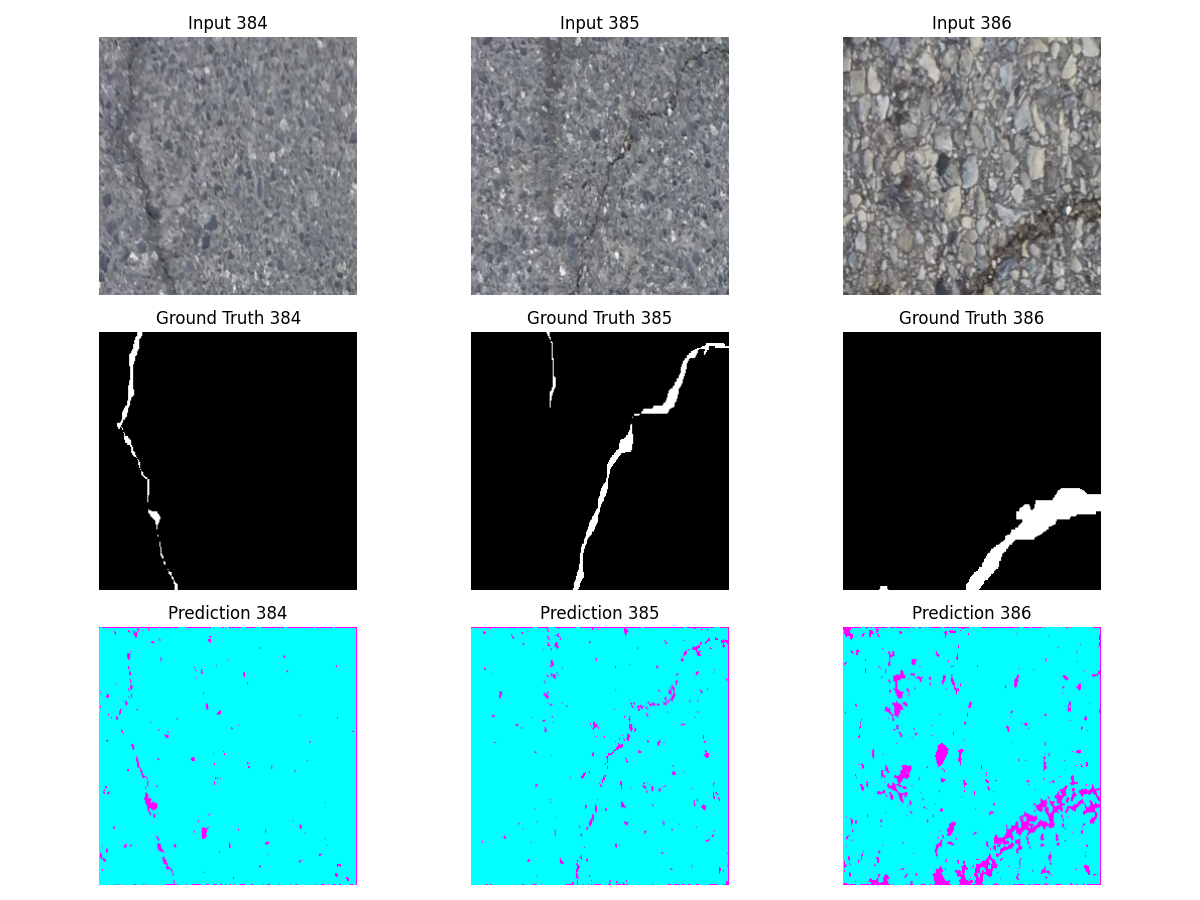 Input 384
Input 385
Input 386
Ground Truth 384
Ground Truth 385
Ground Truth 386
Prediction 384
Prediction 385
Prediction 386